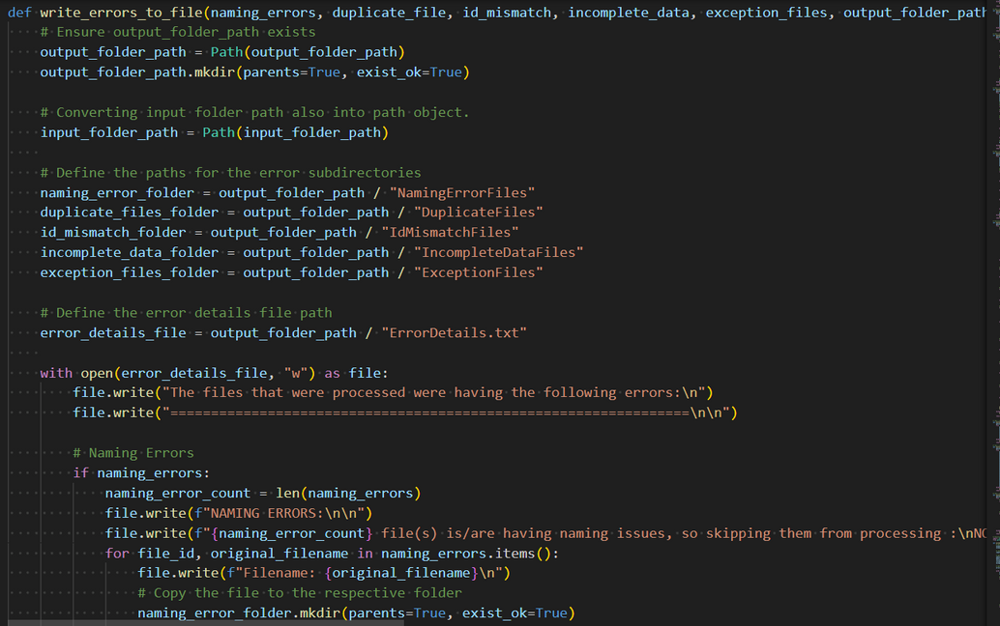 def write_errors_to_file(naming_errors, duplicate_file, id_mismatch, incomplete_data, exception_files, output_folder_path
# Ensure output_folder_path exists
output_folder_path = Path(output_folder_path)
output_folder_path.mkdir(parents=True, exist_ok=True)
# Converting input folder path also into path object.
input_folder_path = Path(input_folder_path)
# Define the paths for the error subdirectories
naming_error_folder = output_folder_path / "NamingErrorFiles"
duplicate_files_folder = output_folder_path / "DuplicateFiles"
id_mismatch_folder = output_folder_path / "IdMismatchFiles"
incomplete_data_folder = output_folder_path / "IncompleteDataFiles"
exception_files_folder = output_folder_path / "ExceptionFiles"
# Define the error details file path
error_details_file = output_folder_path / "ErrorDetails.txt"
with open(error_details_file, "w") as file:
file.write("The files that were processed were having the following errors:\n")
file.write("================================================================\n\n")
# Naming Errors
if naming_errors:
naming_error_count = len(naming_errors)
file.write(f"NAMING ERRORS:\n\n")
file.write(f"{naming_error_count} file(s) is/are having naming issues, so skipping them from processing :\nNO
for file_id, original_filename in naming_errors.items():
file.write(f"Filename: {original_filename}\n")
# Copy the file to the respective folder
naming_error_folder.mkdir(parents=True, exist_ok=True)